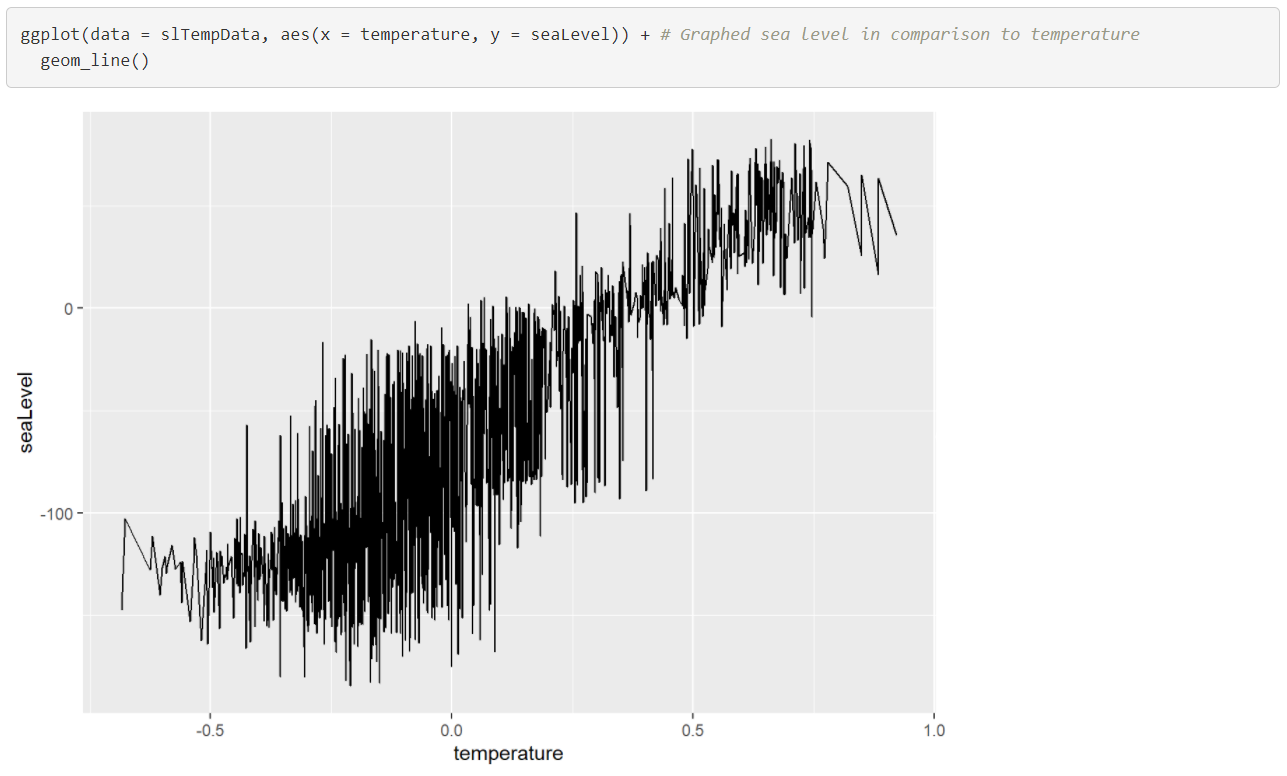 ggplot(data = slTempData, aes(x = temperature, y = seaLevel)) + # Graphed sea level in comparison to temperature
  geom_line()
0
-100
seaLevel
-0.5
0.0
0.5
1.0
temperature